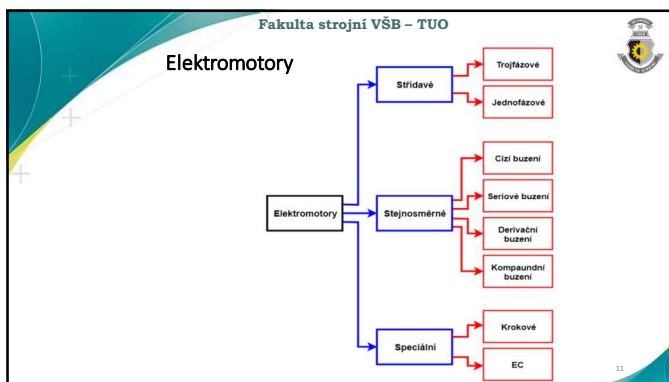 Fakulta strojní VŠB – TUO
Elektromotory
Trojfázové
Střídavé
Jednofázové
Cizí buzení
Seriové buzení
Elektromotory
Stejnosměrné
Derivační
buzení
Kompaundní
buzení
Krokové
Speciální
EC
11